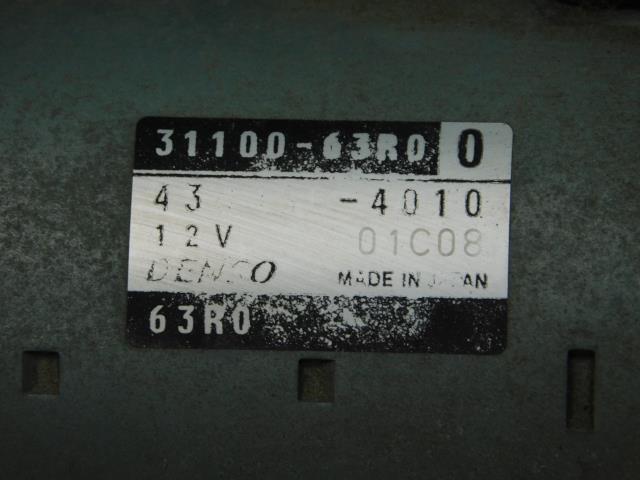 31100-63R0 0
43 -4010
12V 01C08
DENSO MADE IN JAPAN
63R0